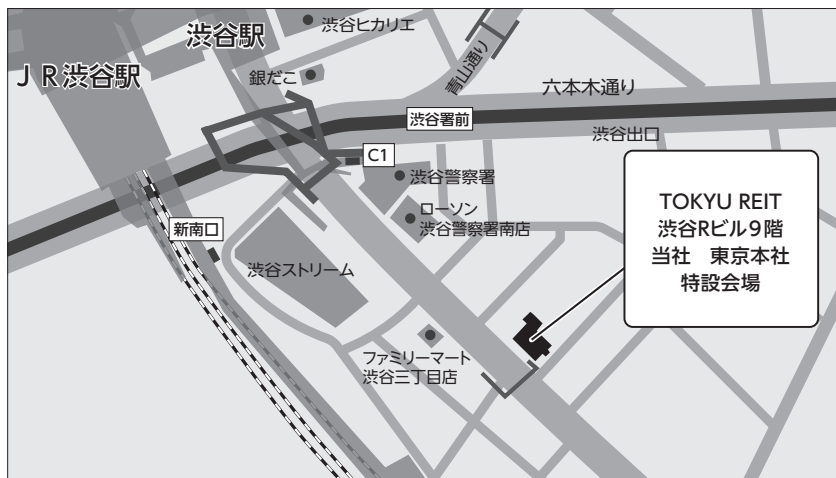 渋谷ヒカリエ
渋谷駅
JR渋谷駅
銀だこ
青山通り
六本木通り
渋谷署前
渋谷出口
C1
渋谷警察署
ローソン
渋谷警察署南店
新南口
渋谷ストリーム
TOKYU REIT
渋谷Rビル9階
当社 東京本社
特設会場
ファミリーマート
渋谷三丁目店